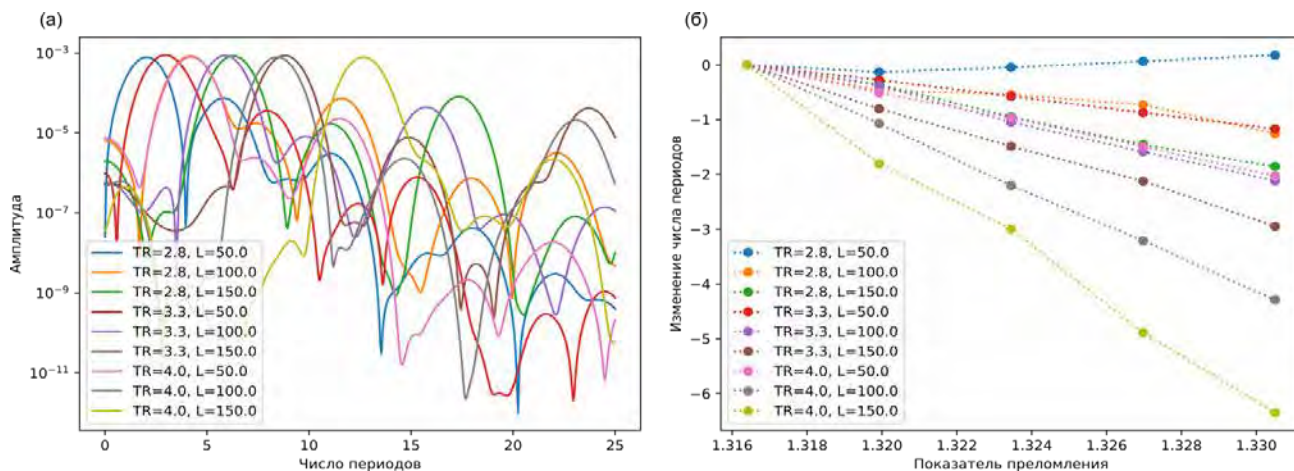 (а)
10⁻³
10⁻⁵
10⁻⁷
10⁻⁹
10⁻¹¹
Амплитуда
TR=2.8, L=50.0
TR=2.8, L=100.0
TR=2.8, L=150.0
TR=3.3, L=50.0
TR=3.3, L=100.0
TR=3.3, L=150.0
TR=4.0, L=50.0
TR=4.0, L=100.0
TR=4.0, L=150.0
0 5 10 15 20 25
Число периодов
(б)
0
−1
−2
−3
−4
−5
−6
Изменение числа периодов
TR=2.8, L=50.0
TR=2.8, L=100.0
TR=2.8, L=150.0
TR=3.3, L=50.0
TR=3.3, L=100.0
TR=3.3, L=150.0
TR=4.0, L=50.0
TR=4.0, L=100.0
TR=4.0, L=150.0
1.316 1.318 1.320 1.322 1.324 1.326 1.328 1.330
Показатель преломления